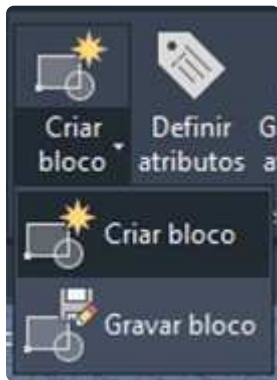 Criar
bloco
Definir
atributos
Criar bloco
Gravar bloco